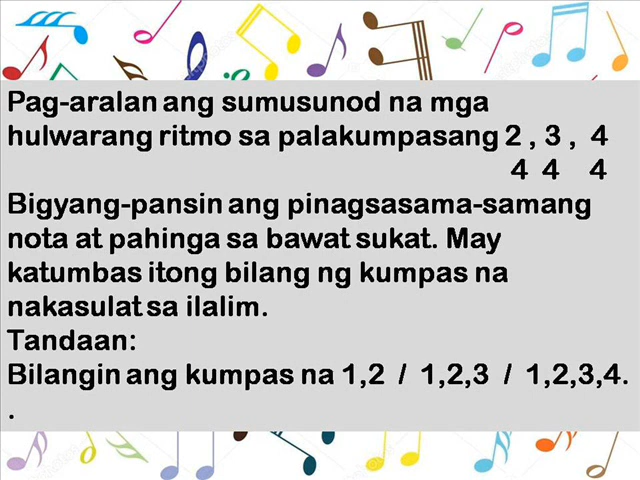 Pag-aralan ang sumusunod na mga
hulwarang ritmo sa palakumpasang 2 , 3 , 4
4 4 4
Bigyang-pansin ang pinagsasama-samang
nota at pahinga sa bawat sukat. May
katumbas itong bilang ng kumpas na
nakasulat sa ilalim.
Tandaan:
Bilangin ang kumpas na 1,2 / 1,2,3 / 1,2,3,4.
.